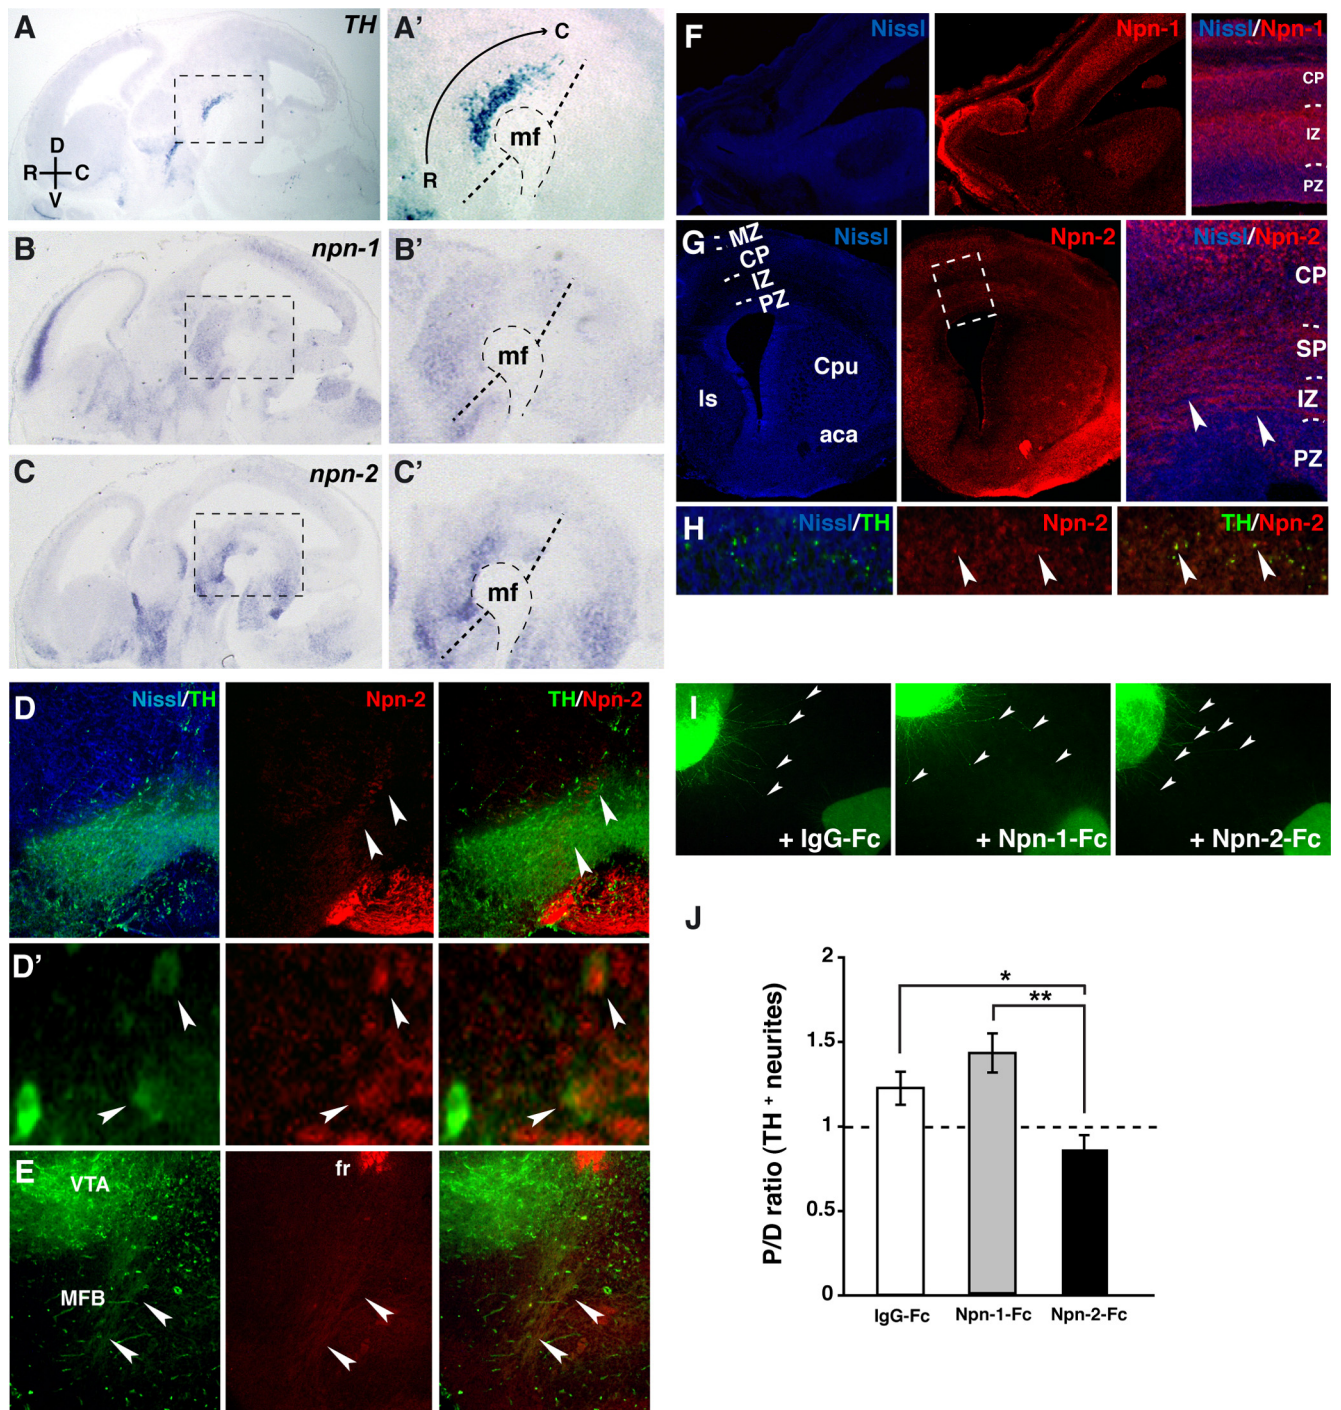 A
TH
D
R
C
V
A'
C
mf
R
B
npn-1
B'
mf
C
npn-2
C'
mf
D
Nissl/TH
Npn-2
TH/Npn-2
D'
E
VTA
MFB
fr
F
Nissl
Npn-1
Nissl/Npn-1
CP
IZ
PZ
G
Nissl
MZ
CP
IZ
PZ
Cpu
ls
aca
Npn-2
Nissl/Npn-2
CP
SP
IZ
PZ
H
Nissl/TH
Npn-2
TH/Npn-2
I
+ IgG-Fc
+ Npn-1-Fc
+ Npn-2-Fc
J
P/D ratio (TH + neurites)
2
1.5
1
0.5
0
*
**
IgG-Fc
Npn-1-Fc
Npn-2-Fc